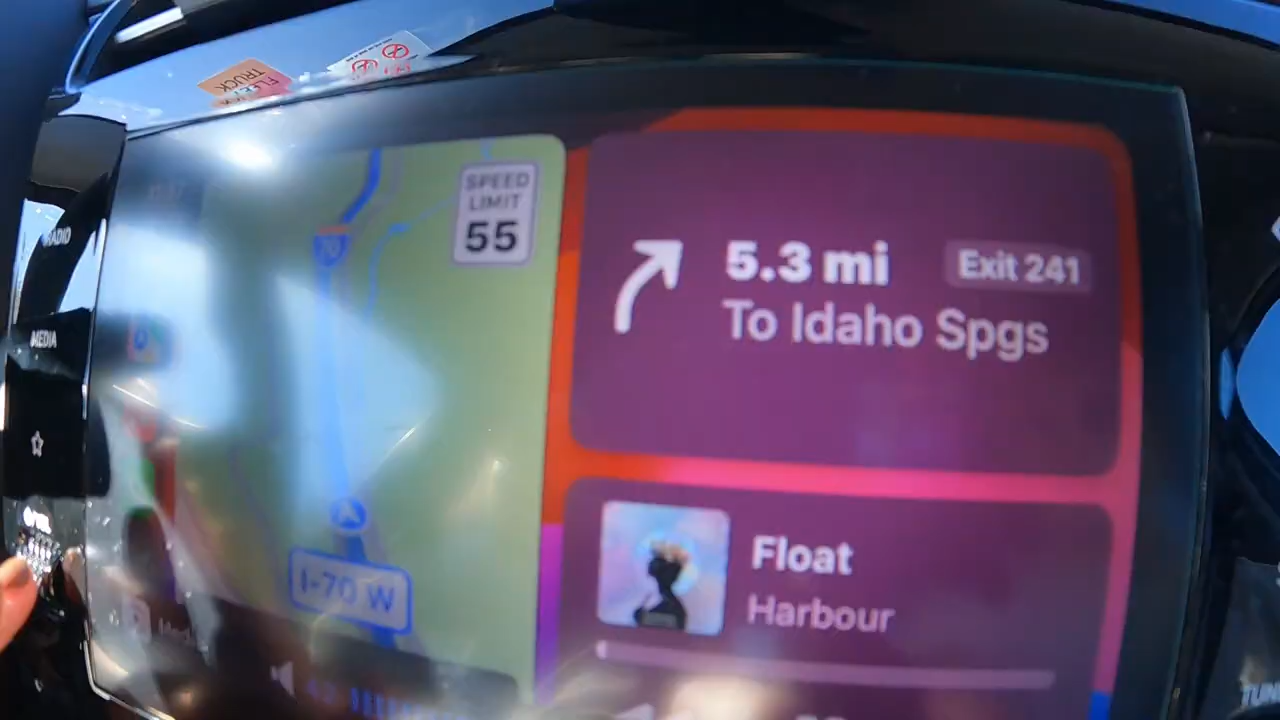 FLEET
TRUCK
RADIO
MEDIA
SPEED
LIMIT
55
70
I-70 W
5.3 mi
Exit 241
To Idaho Spgs
Float
Harbour